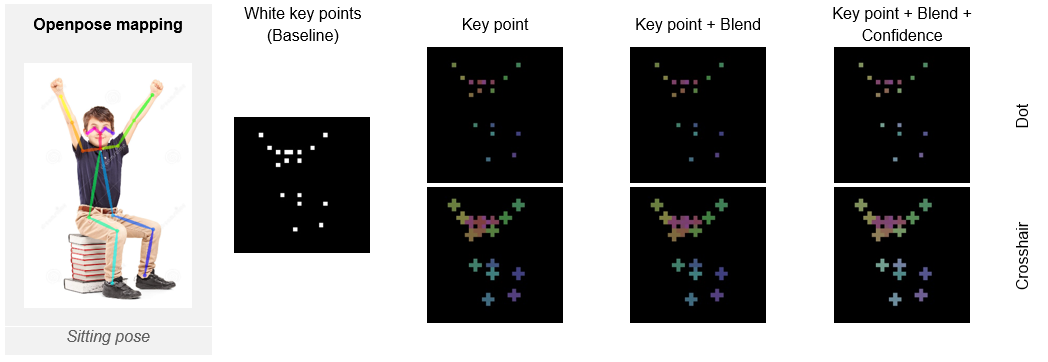 Openpose mapping
White key points
(Baseline)
Key point
Key point + Blend
Key point + Blend +
Confidence
Dot
Crosshair
Sitting pose